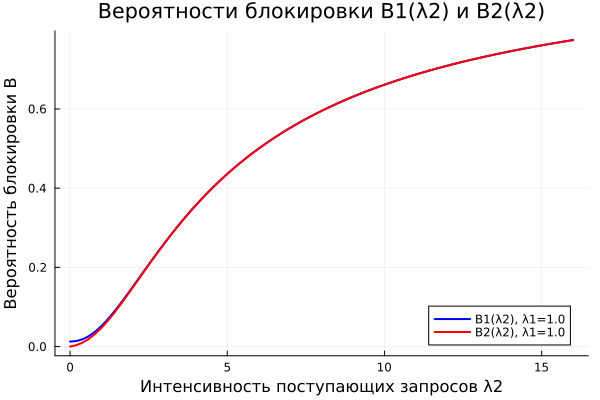 Вероятности блокировки B1(λ2) и B2(λ2)
Вероятность блокировки B
0.6
0.4
0.2
0.0
B1(λ2), λ1=1.0
B2(λ2), λ1=1.0
0
5
10
15
Интенсивность поступающих запросов λ2